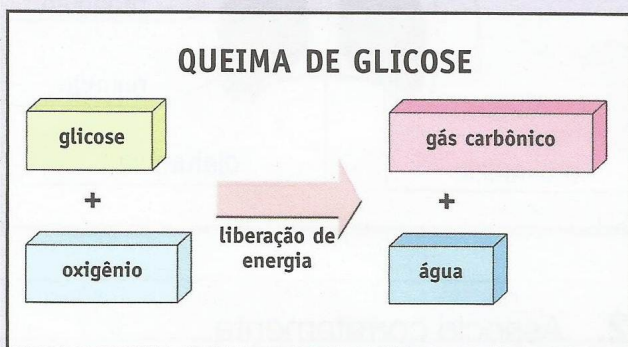 QUEIMA DE GLICOSE
glicose
+
oxigênio
liberação de
energia
gás carbônico
+
água